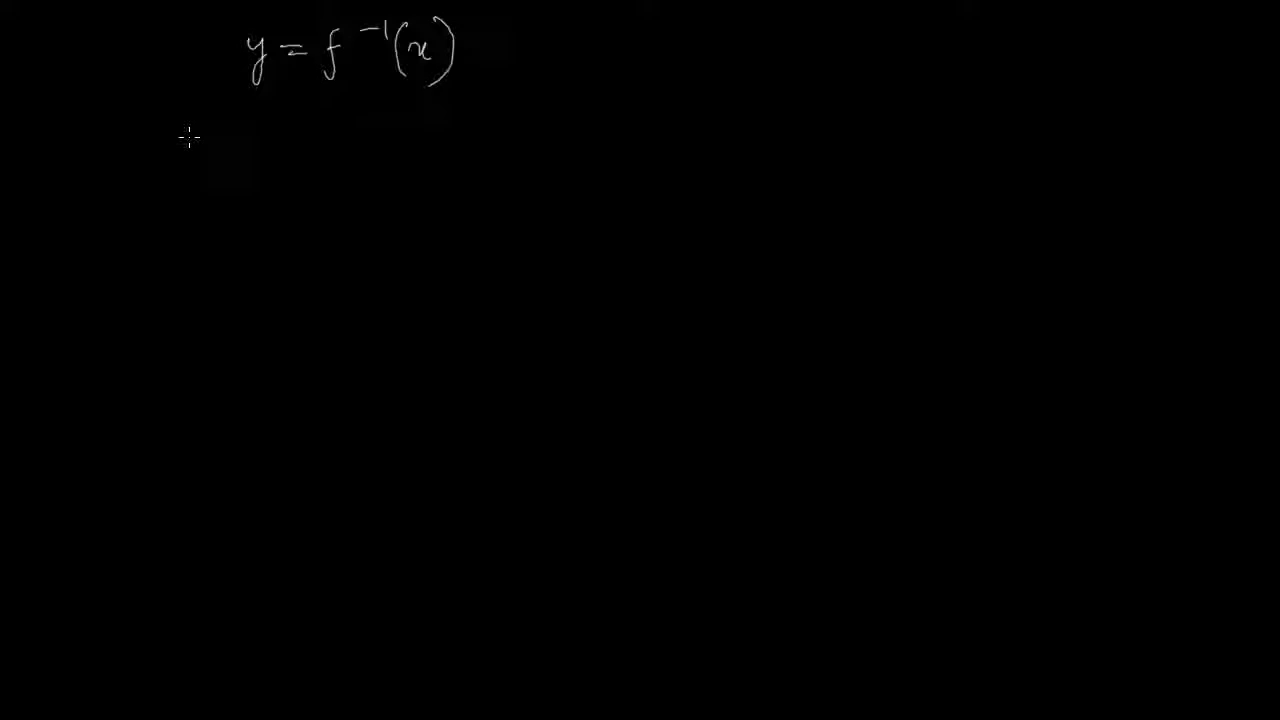 y = f⁻¹(x)